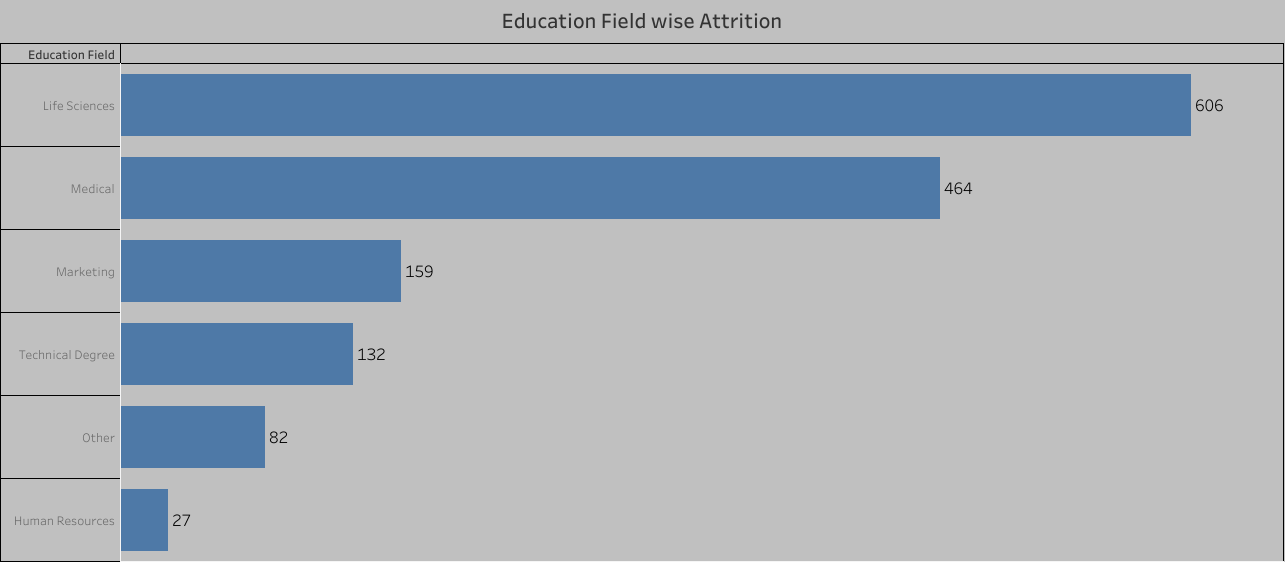 Education Field wise Attrition
Education Field
Life Sciences 606
Medical 464
Marketing 159
Technical Degree 132
Other 82
Human Resources 27